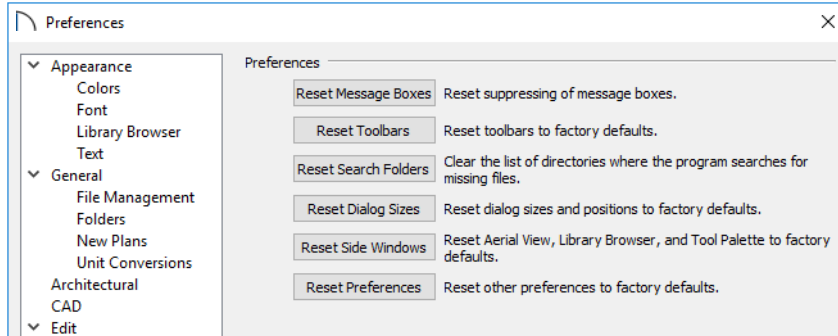 Preferences
Appearance
Colors
Font
Library Browser
Text
General
File Management
Folders
New Plans
Unit Conversions
Architectural
CAD
Edit
Preferences
Reset Message Boxes Reset suppressing of message boxes.
Reset Toolbars Reset toolbars to factory defaults.
Reset Search Folders Clear the list of directories where the program searches for
missing files.
Reset Dialog Sizes Reset dialog sizes and positions to factory defaults.
Reset Side Windows Reset Aerial View, Library Browser, and Tool Palette to factory
defaults.
Reset Preferences Reset other preferences to factory defaults.